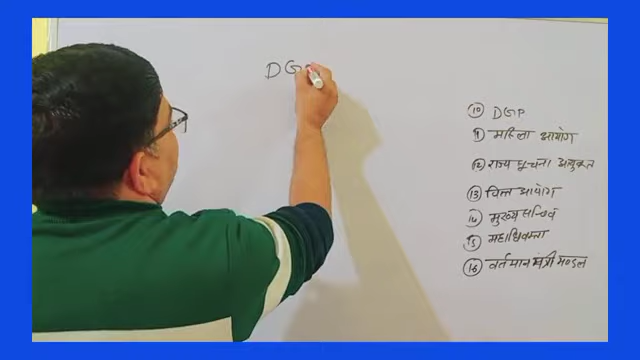 DG
⑩ DGP
⑪ महिला आयोग
⑫ राज्य सूचना आयुक्त
⑬ वित्त आयोग
⑭ मुख्य सचिव
⑮ महाधिवक्ता
⑯ वर्तमान मंत्री मण्डल